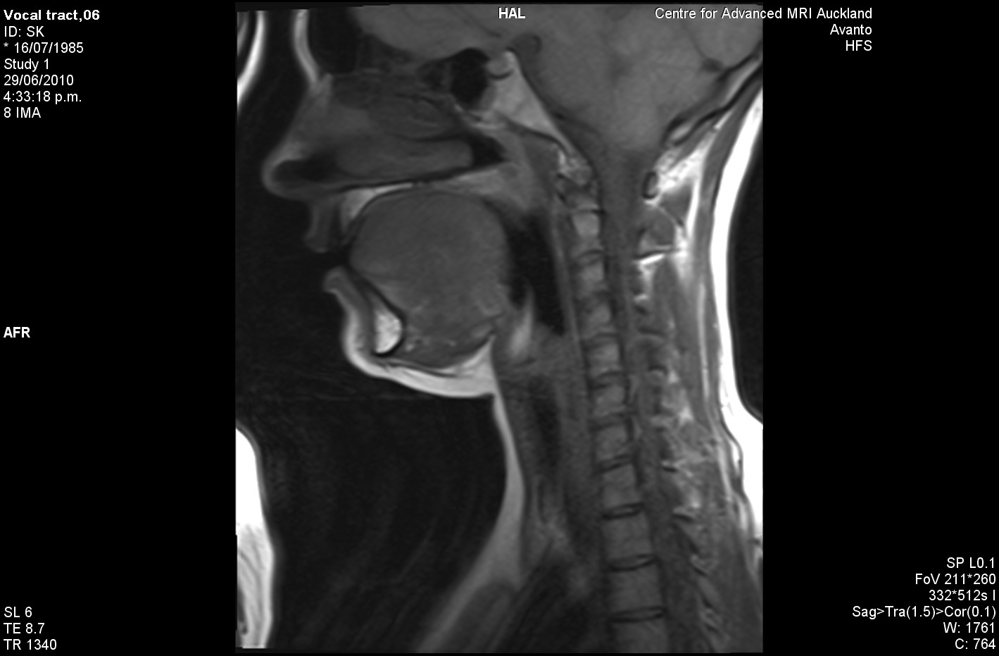 Vocal tract,06
ID: SK
* 16/07/1985
Study 1
29/06/2010
4:33:18 p.m.
8 IMA
HAL
Centre for Advanced MRI Auckland
Avanto
HFS
AFR
SL 6
TE 8.7
TR 1340
SP L0.1
FoV 211*260
332*512s I
Sag>Tra(1.5)>Cor(0.1)
W: 1761
C: 764